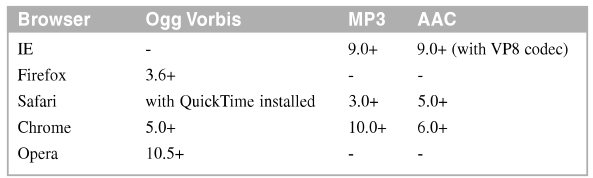 Browser Ogg Vorbis MP3 AAC
IE - 9.0+ 9.0+ (with VP8 codec)
Firefox 3.6+ - -
Safari with QuickTime installed 3.0+ 5.0+
Chrome 5.0+ 10.0+ 6.0+
Opera 10.5+ - -